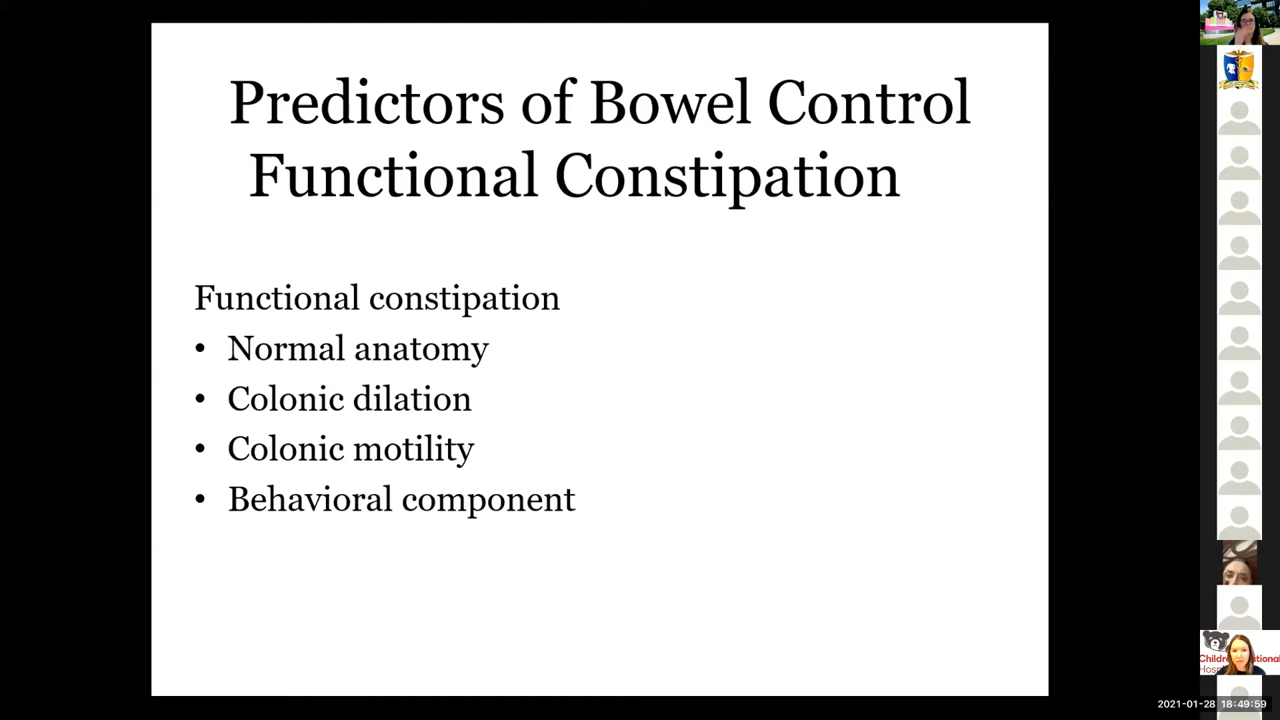 Predictors of Bowel Control
Functional Constipation
Functional constipation
• Normal anatomy
• Colonic dilation
• Colonic motility
• Behavioral component
2021-01-28 18:49:59